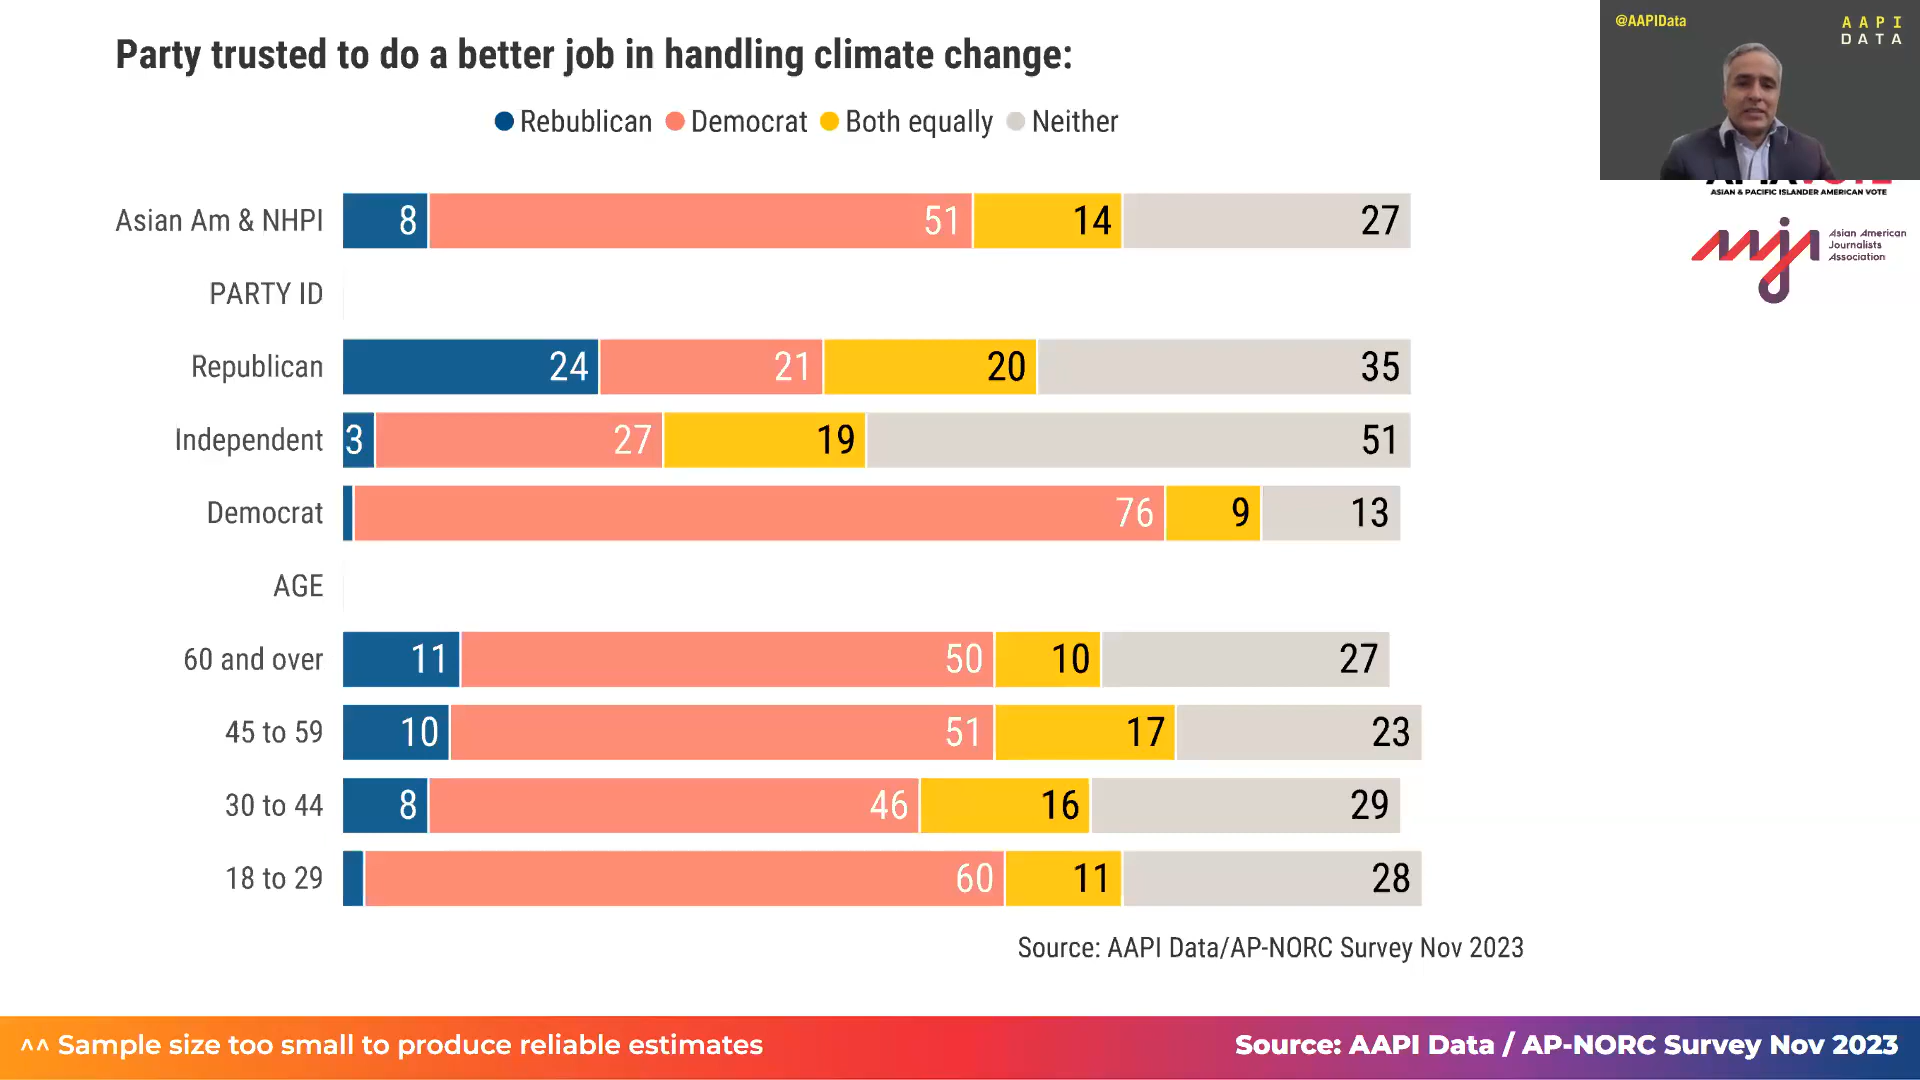 Party trusted to do a better job in handling climate change:
Rebublican Democrat Both equally Neither
Asian Am & NHPI 8 51 14 27
PARTY ID
Republican 24 21 20 35
Independent 3 27 19 51
Democrat 76 9 13
AGE
60 and over 11 50 10 27
45 to 59 10 51 17 23
30 to 44 8 46 16 29
18 to 29 60 11 28
Source: AAPI Data/AP-NORC Survey Nov 2023
^^ Sample size too small to produce reliable estimates
Source: AAPI Data / AP-NORC Survey Nov 2023
@AAPIData
AAPI
DATA
ASIAN & PACIFIC ISLANDER AMERICAN VOTE
Asian American
Journalists
Association